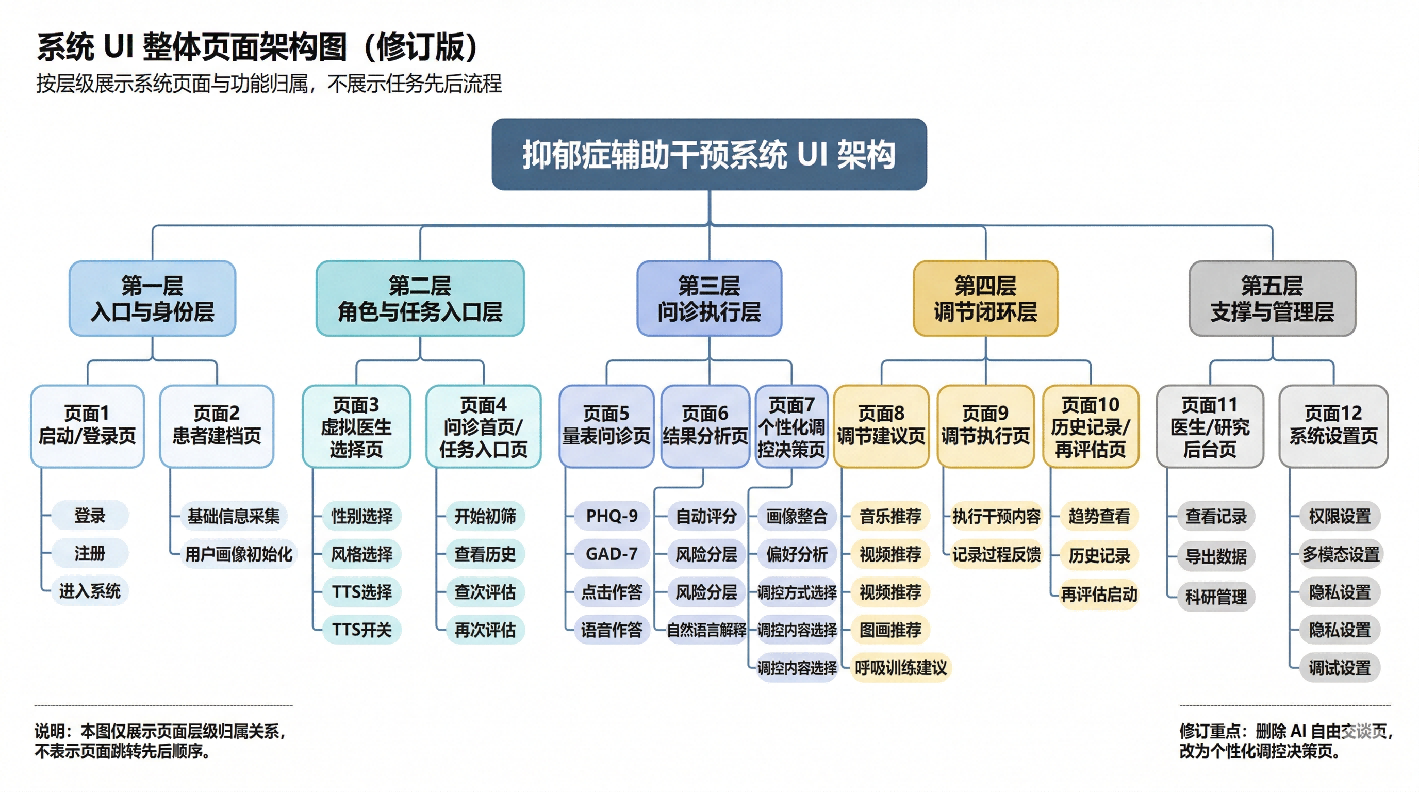 系统 UI 整体页面架构图（修订版）
按层级展示系统页面与功能归属，不展示任务先后流程
抑郁症辅助干预系统 UI 架构
第一层
入口与身份层
第二层
角色与任务入口层
第三层
问诊执行层
第四层
调节闭环层
第五层
支撑与管理层
页面1
启动/登录页
页面2
患者建档页
页面3
虚拟医生
选择页
页面4
问诊首页/
任务入口页
页面5
量表问诊页
页面6
结果分析页
页面7
个性化调
控决策页
页面8
调节建议页
页面9
调节执行页
页面10
历史记录/
再评估页
页面11
医生/研究
后台页
页面12
系统设置页
登录
注册
进入系统
基础信息采集
用户画像初始化
性别选择
风格选择
TTS选择
TTS开关
开始初筛
查看历史
查次评估
再次评估
PHQ-9
GAD-7
点击作答
语音作答
自动评分
风险分层
风险分层
自然语言解释
画像整合
偏好分析
调控方式选择
调控内容选择
调控内容选择
音乐推荐
视频推荐
视频推荐
图画推荐
呼吸训练建议
执行干预内容
记录过程反馈
趋势查看
历史记录
再评估启动
查看记录
导出数据
科研管理
权限设置
多模态设置
隐私设置
隐私设置
调试设置
说明：本图仅展示页面层级归属关系，
不表示页面跳转先后顺序。
修订重点：删除 AI 自由交谈页，
改为个性化调控决策页。